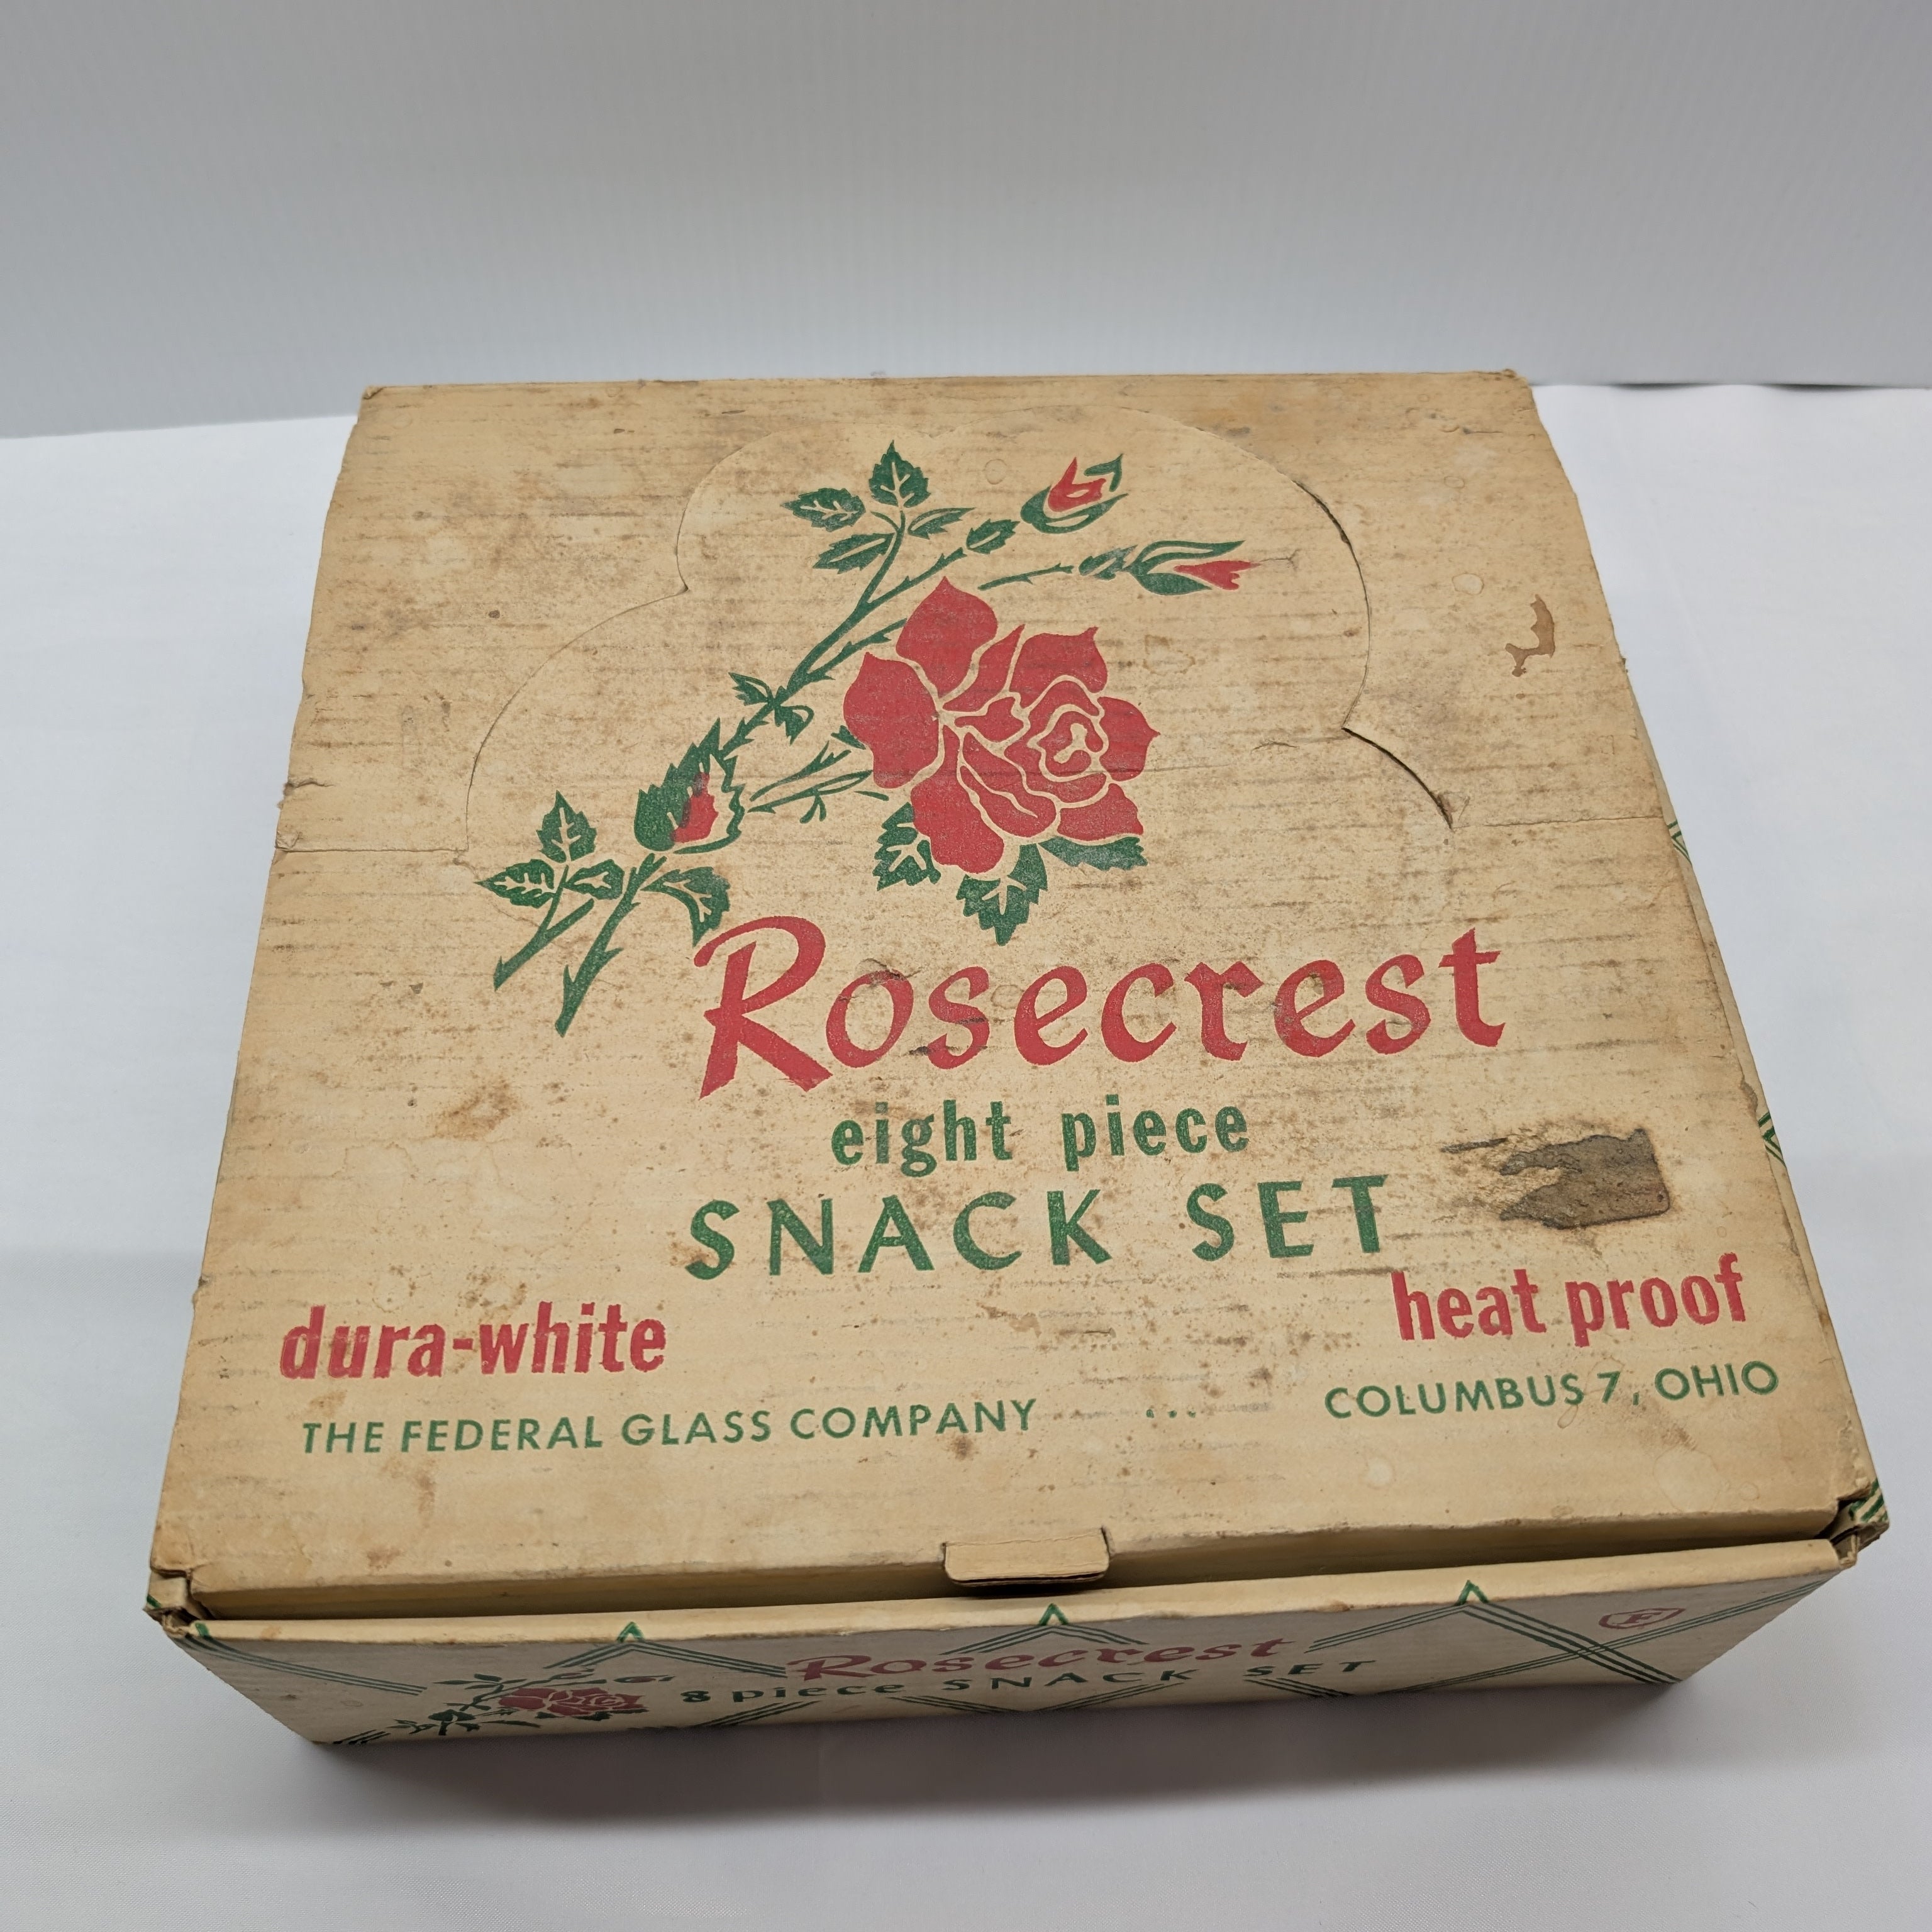 Rosecrest
eight piece
SNACK SET
dura-white
heat proof
THE FEDERAL GLASS COMPANY ... COLUMBUS 7, OHIO
Rosecrest
8 piece SNACK SET
F